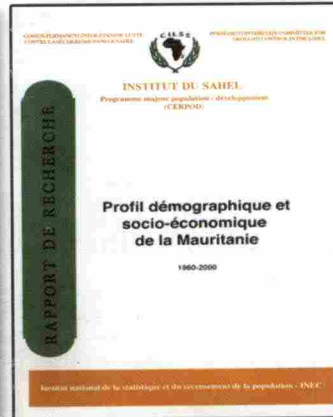 CILSS
INSTITUT DU SAHEL
Programme majeur population - développement
(CERPOD)
RAPPORT DE RECHERCHE
Profil démographique et
socio-économique
de la Mauritanie
1960-2000
Institut national de la statistique et du recensement de la population - INEC